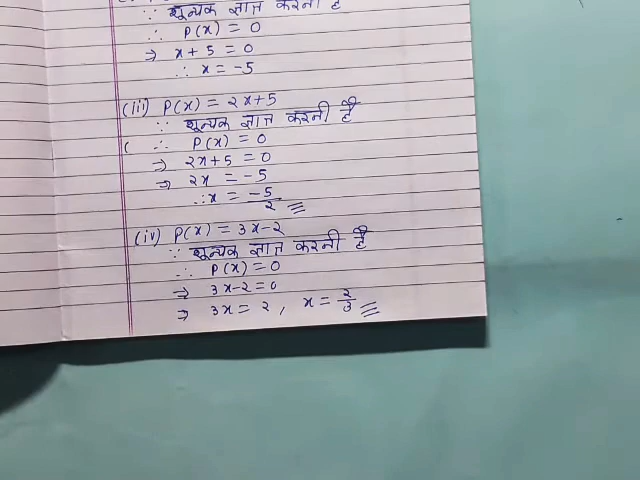 ∵ शून्यक ज्ञात करना है
∴ P(x) = 0
⇒ x + 5 = 0
∴ x = -5
(iii) P(x) = 2x+5
∵ शून्यक ज्ञात करनी है
( ∴ P(x) = 0
⇒ 2x+5 = 0
⇒ 2x = -5
∴ x = -5/2
(iv) P(x) = 3x-2
∵ शून्यक ज्ञात करनी है
∴ P(x) = 0
⇒ 3x-2 = 0
⇒ 3x = 2, x = 2/3